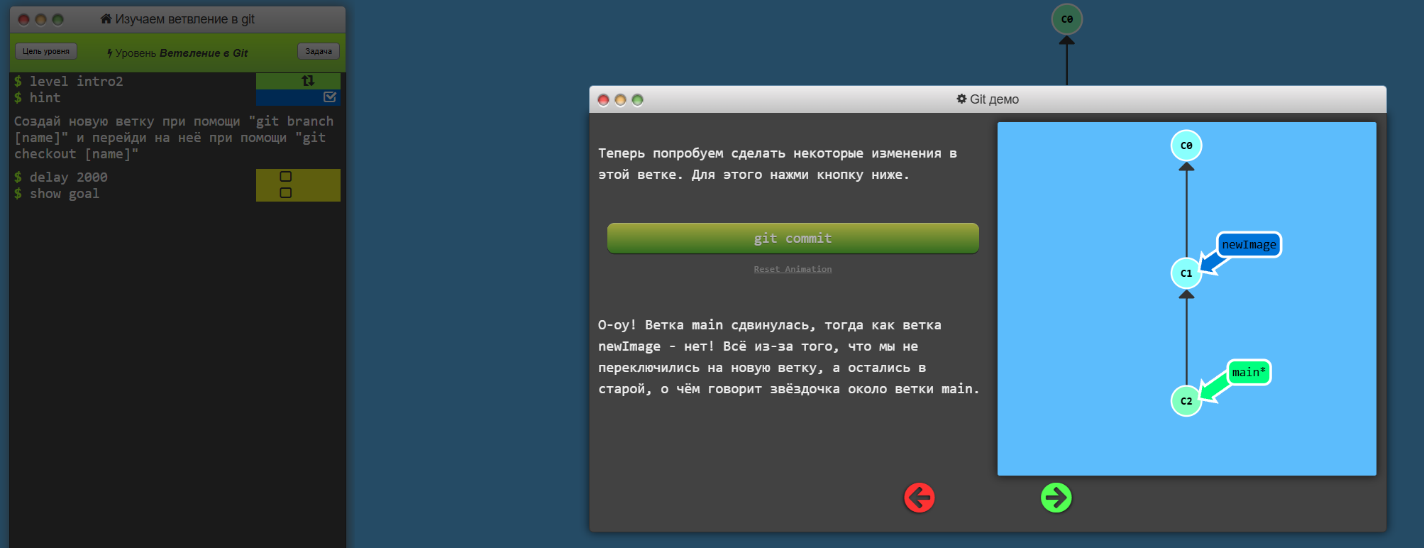 Изучаем ветвление в git
Цель уровня
Уровень Ветвление в Git
Задача
$ level intro2
$ hint
Создай новую ветку при помощи "git branch
[name]" и перейди на неё при помощи "git
checkout [name]"
$ delay 2000
$ show goal
C0
Git демо
Теперь попробуем сделать некоторые изменения в
этой ветке. Для этого нажми кнопку ниже.
git commit
Reset Animation
О-оу! Ветка main сдвинулась, тогда как ветка
newImage - нет! Всё из-за того, что мы не
переключились на новую ветку, а остались в
старой, о чём говорит звёздочка около ветки main.
C0
newImage
C1
main*
C2